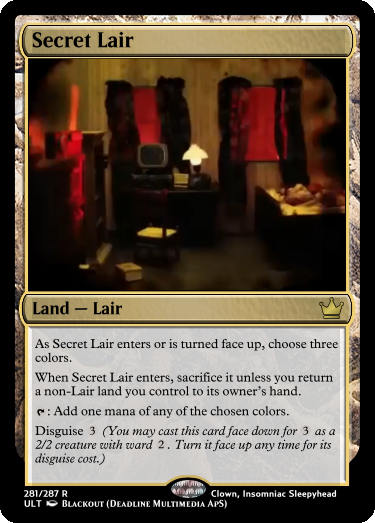 Secret Lair
Land — Lair
As Secret Lair enters or is turned face up, choose three
colors.
When Secret Lair enters, sacrifice it unless you return
a non-Lair land you control to its owner's hand.
: Add one mana of any of the chosen colors.
Disguise 3 (You may cast this card face down for 3 as a
2/2 creature with ward 2. Turn it face up any time for its
disguise cost.)
281/287 R
ULT Blackout (Deadline Multimedia ApS)
Clown, Insomniac Sleepyhead